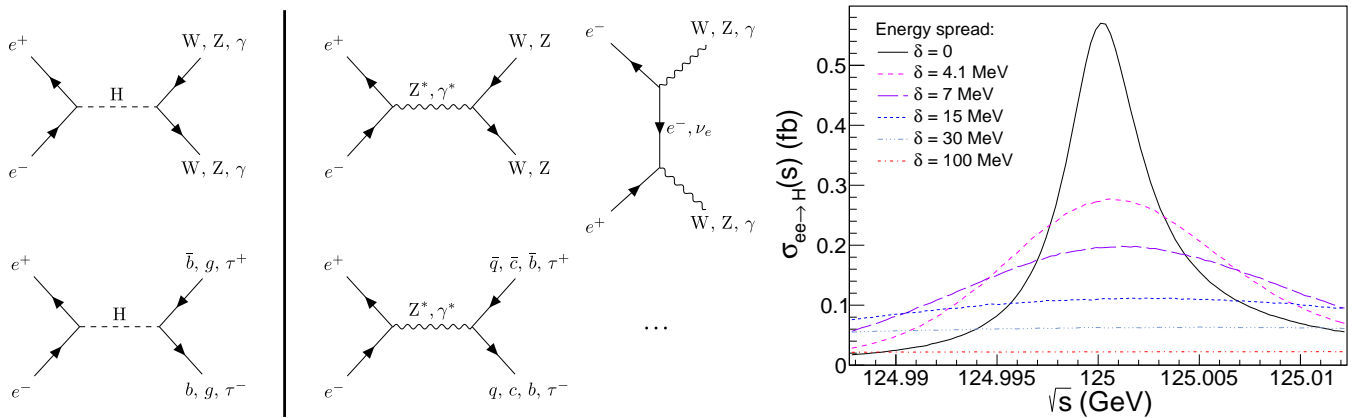 e⁺
W, Z, γ
H
e⁻
W, Z, γ
e⁺
b̄, g, τ⁺
H
e⁻
b, g, τ⁻
e⁺
W, Z
Z*, γ*
e⁻
W, Z
e⁻
W, Z, γ
e⁻, νₑ
e⁺
W, Z, γ
e⁺
q̄, c̄, b̄, τ⁺
Z*, γ*
e⁻
q, c, b, τ⁻
...
σee→H(s) (fb)
0.5
0.4
0.3
0.2
0.1
0
Energy spread:
δ = 0
δ = 4.1 MeV
δ = 7 MeV
δ = 15 MeV
δ = 30 MeV
δ = 100 MeV
124.99 124.995 125 125.005 125.01
√s (GeV)